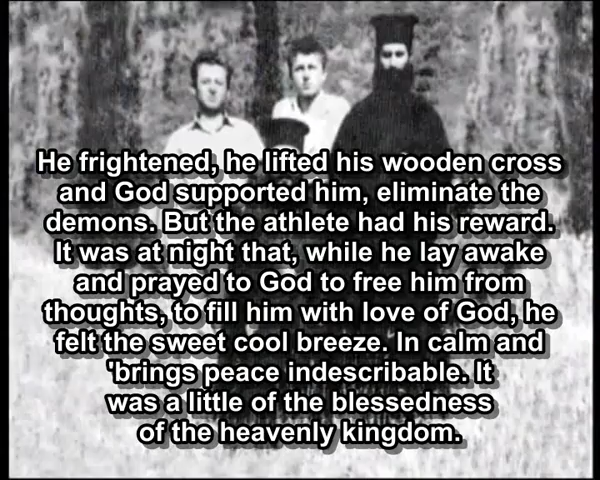 He frightened, he lifted his wooden cross
and God supported him, eliminate the
demons. But the athlete had his reward.
It was at night that, while he lay awake
and prayed to God to free him from
thoughts, to fill him with love of God, he
felt the sweet cool breeze. In calm and
'brings peace indescribable. It
was a little of the blessedness
of the heavenly kingdom.